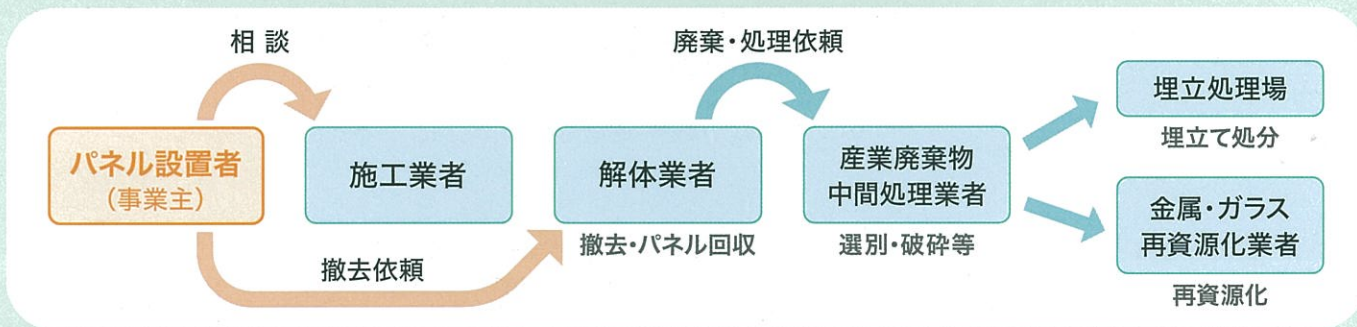 相談
廃棄・処理依頼
パネル設置者
(事業主)
施工業者
解体業者
撤去・パネル回収
産業廃棄物
中間処理業者
選別・破砕等
埋立処理場
埋立て処分
金属・ガラス
再資源化業者
再資源化
撤去依頼